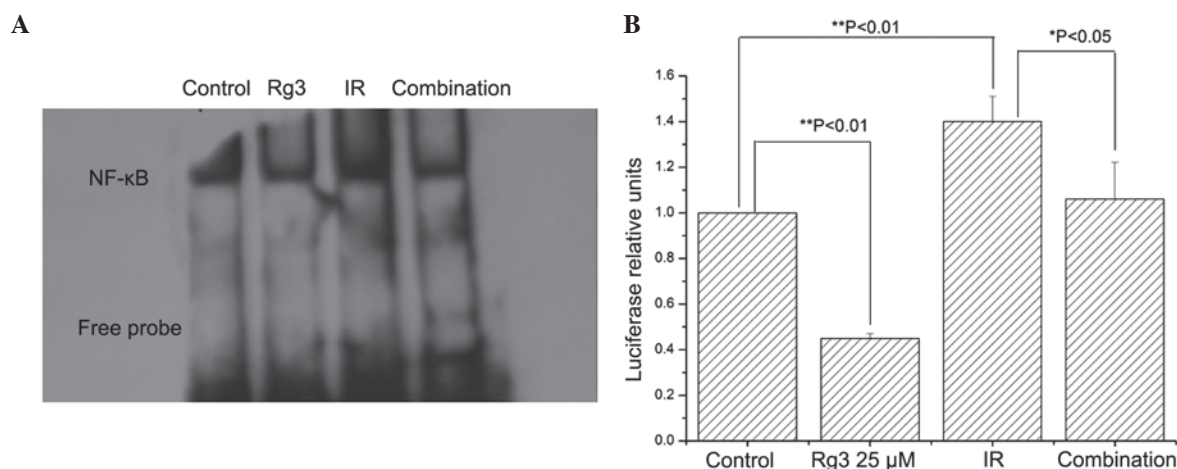 A
Control Rg3 IR Combination
NF-κB
Free probe
B
**P<0.01
*P<0.05
**P<0.01
Luciferase relative units
1.6
1.4
1.2
1.0
0.8
0.6
0.4
0.2
0.0
Control Rg3 25 μM IR Combination